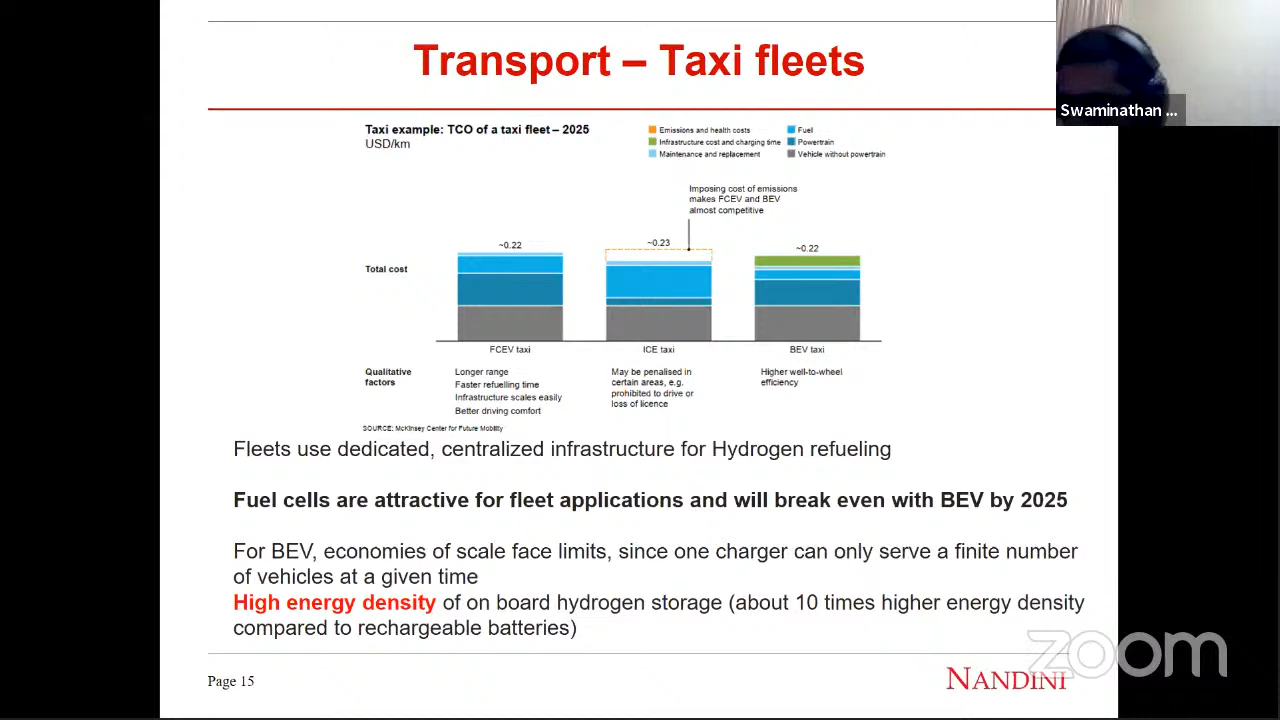 Transport – Taxi fleets
Swaminathan ...
Taxi example: TCO of a taxi fleet – 2025
USD/km
Emissions and health costs
Infrastructure cost and charging time
Maintenance and replacement
Fuel
Powertrain
Vehicle without powertrain
Imposing cost of emissions
makes FCEV and BEV
almost competitive
~0.22
~0.23
~0.22
Total cost
FCEV taxi
ICE taxi
BEV taxi
Qualitative
factors
Longer range
Faster refuelling time
Infrastructure scales easily
Better driving comfort
May be penalised in
certain areas, e.g.
prohibited to drive or
loss of licence
Higher well-to-wheel
efficiency
SOURCE: McKinsey Center for Future Mobility
Fleets use dedicated, centralized infrastructure for Hydrogen refueling
Fuel cells are attractive for fleet applications and will break even with BEV by 2025
For BEV, economies of scale face limits, since one charger can only serve a finite number
of vehicles at a given time
High energy density of on board hydrogen storage (about 10 times higher energy density
compared to rechargeable batteries)
zoom
Page 15
NANDINI